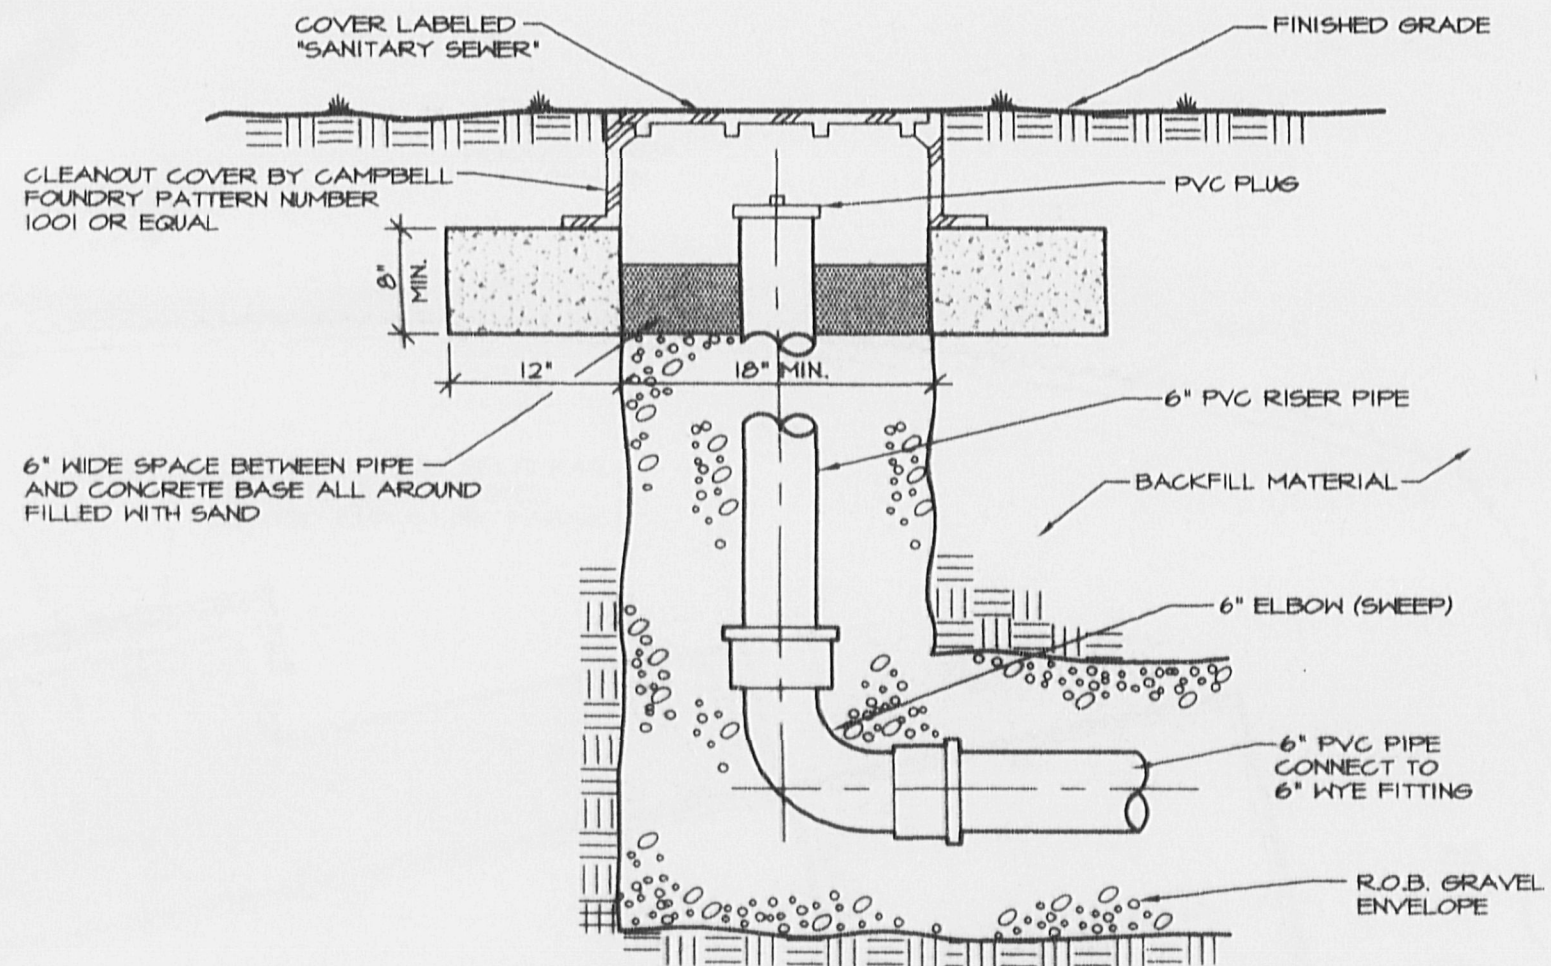 COVER LABELED
"SANITARY SEWER"
FINISHED GRADE
CLEANOUT COVER BY CAMPBELL
FOUNDRY PATTERN NUMBER
1001 OR EQUAL
PVC PLUG
8"
MIN.
12"
18" MIN.
6" PVC RISER PIPE
6" WIDE SPACE BETWEEN PIPE
AND CONCRETE BASE ALL AROUND
FILLED WITH SAND
BACKFILL MATERIAL
6" ELBOW (SWEEP)
6" PVC PIPE
CONNECT TO
6" WYE FITTING
R.O.B. GRAVEL
ENVELOPE